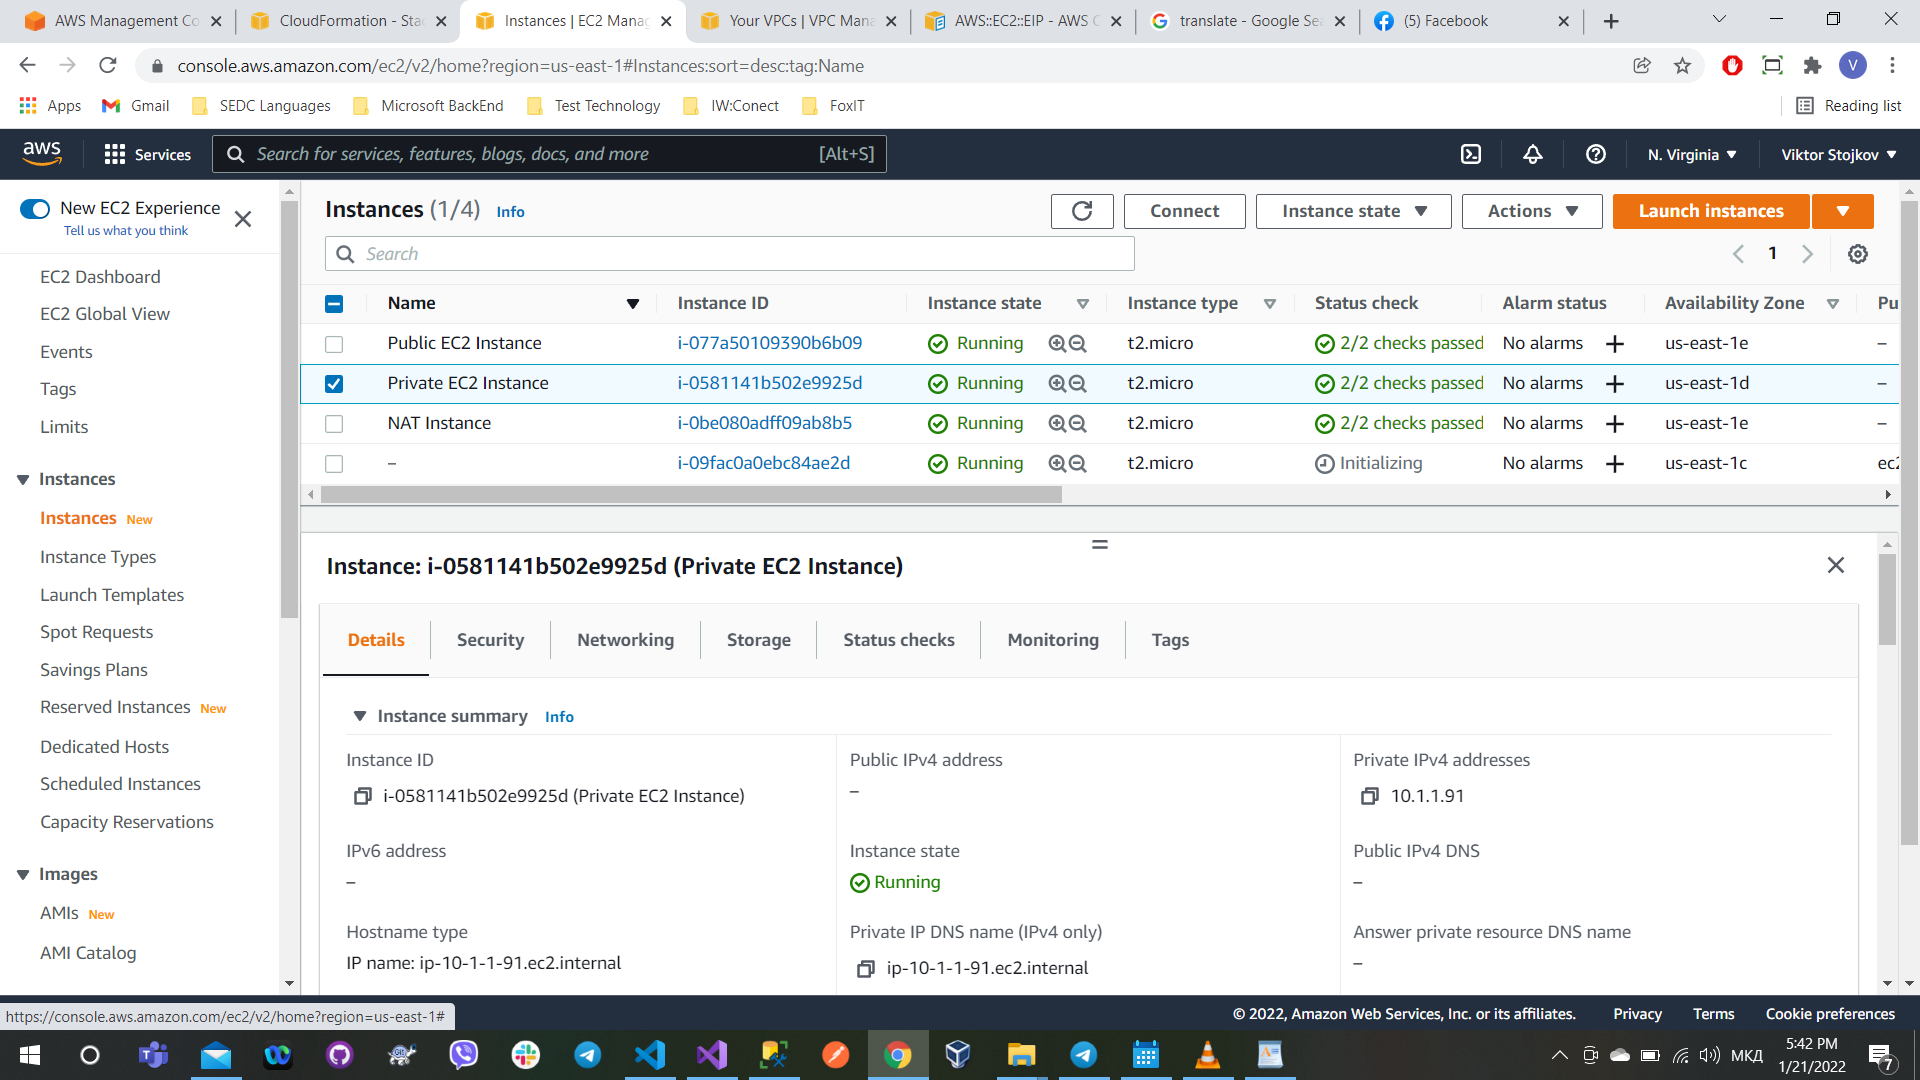 AWS Management Co
CloudFormation - Stac
Instances | EC2 Manag
Your VPCs | VPC Mana
AWS::EC2::EIP - AWS C
translate - Google Sea
(5) Facebook
console.aws.amazon.com/ec2/v2/home?region=us-east-1#Instances:sort=desc:tag:Name
V
Apps
Gmail
SEDC Languages
Microsoft BackEnd
Test Technology
IW:Conect
FoxIT
Reading list
aws
Services
Search for services, features, blogs, docs, and more
[Alt+S]
N. Virginia
Viktor Stojkov
New EC2 Experience
Tell us what you think
EC2 Dashboard
EC2 Global View
Events
Tags
Limits
Instances
Instances New
Instance Types
Launch Templates
Spot Requests
Savings Plans
Reserved Instances New
Dedicated Hosts
Scheduled Instances
Capacity Reservations
Images
AMIs New
AMI Catalog
Instances (1/4) Info
Connect
Instance state
Actions
Launch instances
Search
1
Name Instance ID Instance state Instance type Status check Alarm status Availability Zone Pu
Public EC2 Instance i-077a50109390b6b09 Running t2.micro 2/2 checks passed No alarms + us-east-1e –
Private EC2 Instance i-0581141b502e9925d Running t2.micro 2/2 checks passed No alarms + us-east-1d –
NAT Instance i-0be080adff09ab8b5 Running t2.micro 2/2 checks passed No alarms + us-east-1e –
– i-09fac0a0ebc84ae2d Running t2.micro Initializing No alarms + us-east-1c ec2
Instance: i-0581141b502e9925d (Private EC2 Instance)
Details
Security
Networking
Storage
Status checks
Monitoring
Tags
Instance summary Info
Instance ID
i-0581141b502e9925d (Private EC2 Instance)
Public IPv4 address
–
Private IPv4 addresses
10.1.1.91
IPv6 address
–
Instance state
Running
Public IPv4 DNS
–
Hostname type
IP name: ip-10-1-1-91.ec2.internal
Private IP DNS name (IPv4 only)
ip-10-1-1-91.ec2.internal
Answer private resource DNS name
–
https://console.aws.amazon.com/ec2/v2/home?region=us-east-1#
© 2022, Amazon Web Services, Inc. or its affiliates.
Privacy
Terms
Cookie preferences
МКД
5:42 PM
1/21/2022
7